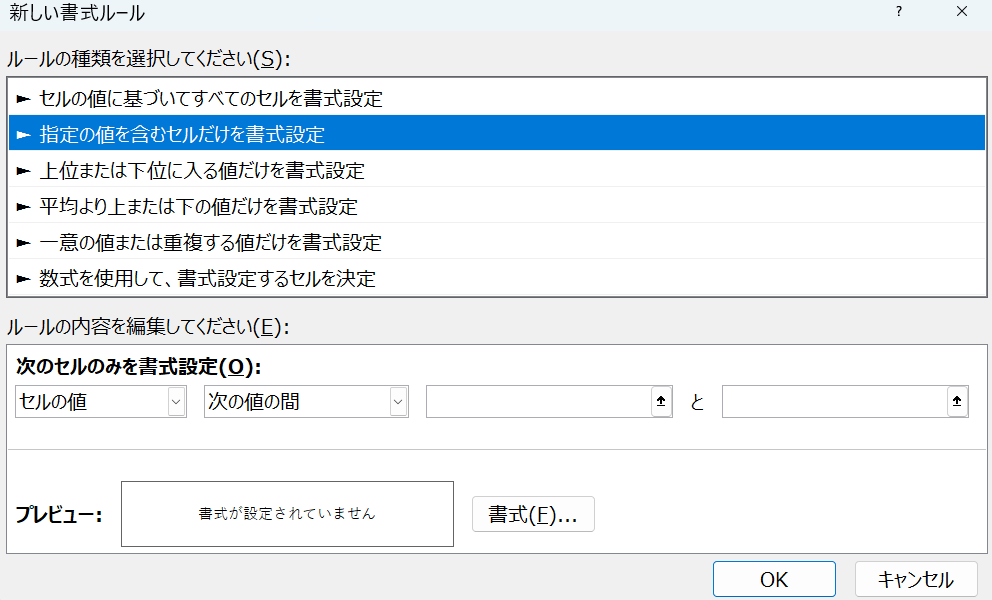 新しい書式ルール ?
ルールの種類を選択してください(S):
► セルの値に基づいてすべてのセルを書式設定
► 指定の値を含むセルだけを書式設定
► 上位または下位に入る値だけを書式設定
► 平均より上または下の値だけを書式設定
► 一意の値または重複する値だけを書式設定
► 数式を使用して、書式設定するセルを決定
ルールの内容を編集してください(E):
次のセルのみを書式設定(O):
セルの値 次の値の間 と
プレビュー: 書式が設定されていません 書式(F)...
OK キャンセル